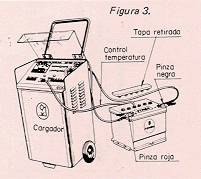 Figura 3.
Tapa retirada
Control
temperatura
Pinza
negra
Cargador
Pinza roja